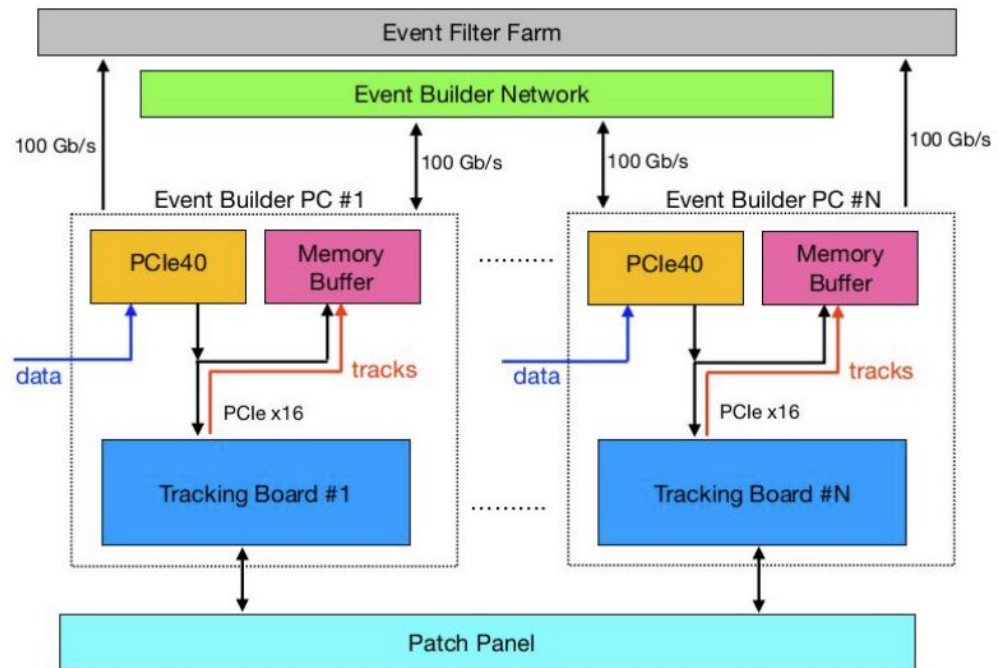 Event Filter Farm
Event Builder Network
100 Gb/s
100 Gb/s
100 Gb/s
100 Gb/s
Event Builder PC #1
Event Builder PC #N
PCIe40
Memory
Buffer
..........
PCIe40
Memory
Buffer
data
tracks
data
tracks
PCIe x16
PCIe x16
Tracking Board #1
..........
Tracking Board #N
Patch Panel